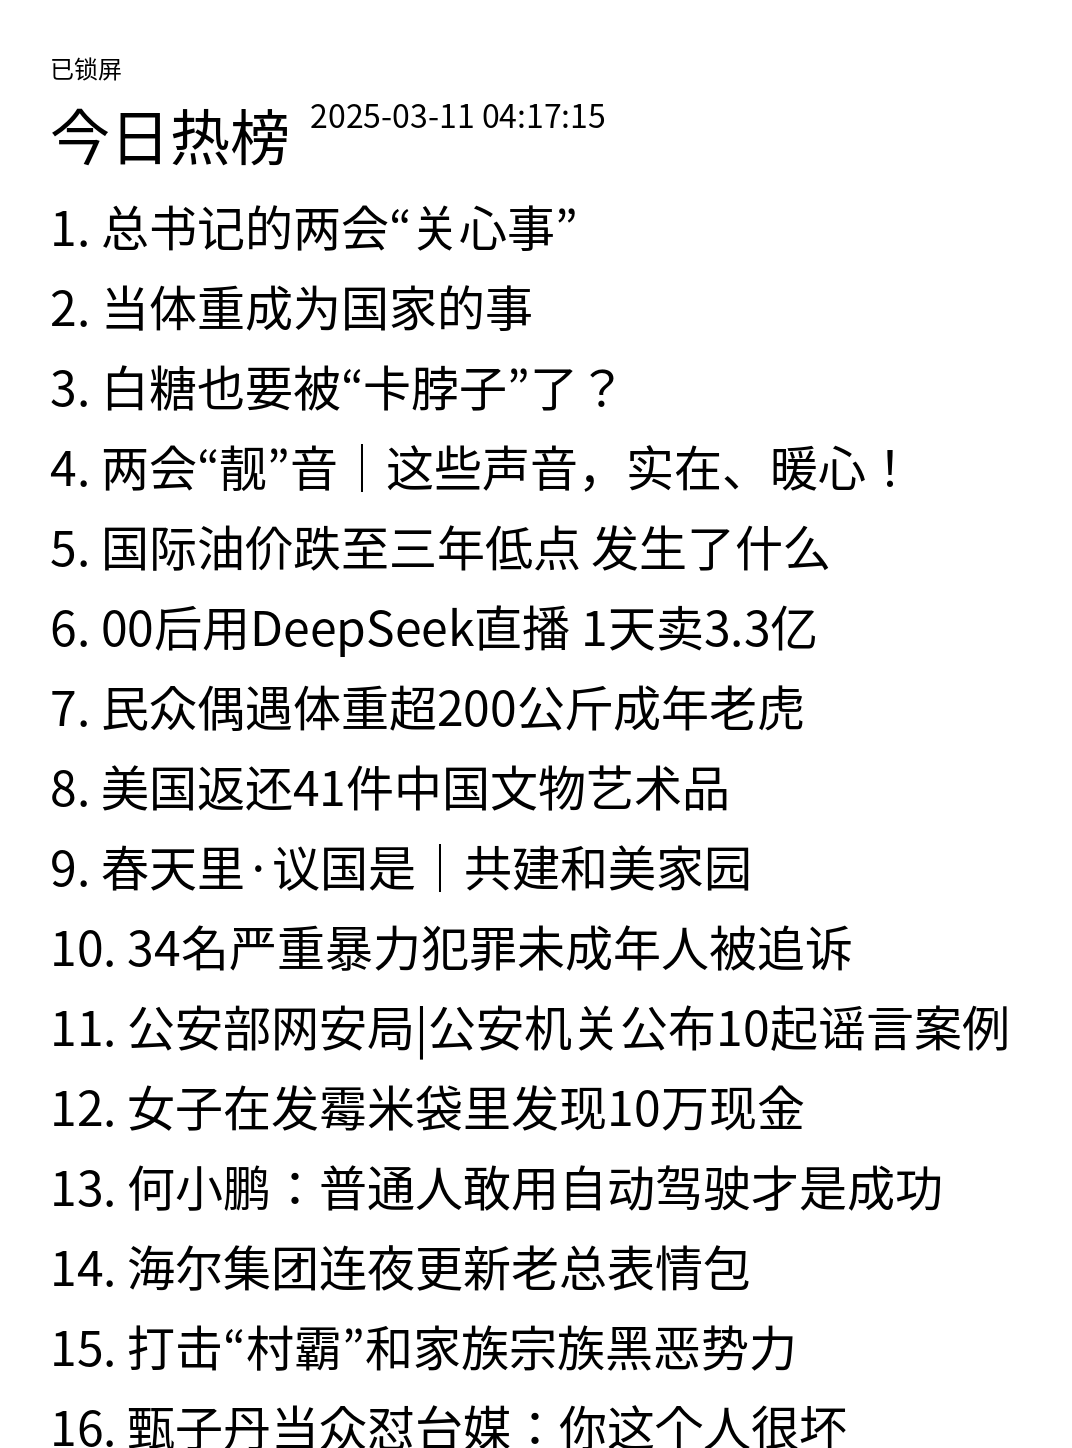 已锁屏
今日热榜 2025-03-11 04:17:15
1. 总书记的两会“关心事”
2. 当体重成为国家的事
3. 白糖也要被“卡脖子”了？
4. 两会“靓”音｜这些声音，实在、暖心！
5. 国际油价跌至三年低点 发生了什么
6. 00后用DeepSeek直播 1天卖3.3亿
7. 民众偶遇体重超200公斤成年老虎
8. 美国返还41件中国文物艺术品
9. 春天里·议国是｜共建和美家园
10. 34名严重暴力犯罪未成年人被追诉
11. 公安部网安局|公安机关公布10起谣言案例
12. 女子在发霉米袋里发现10万现金
13. 何小鹏：普通人敢用自动驾驶才是成功
14. 海尔集团连夜更新老总表情包
15. 打击“村霸”和家族宗族黑恶势力
16. 甄子丹当众怼台媒：你这个人很坏